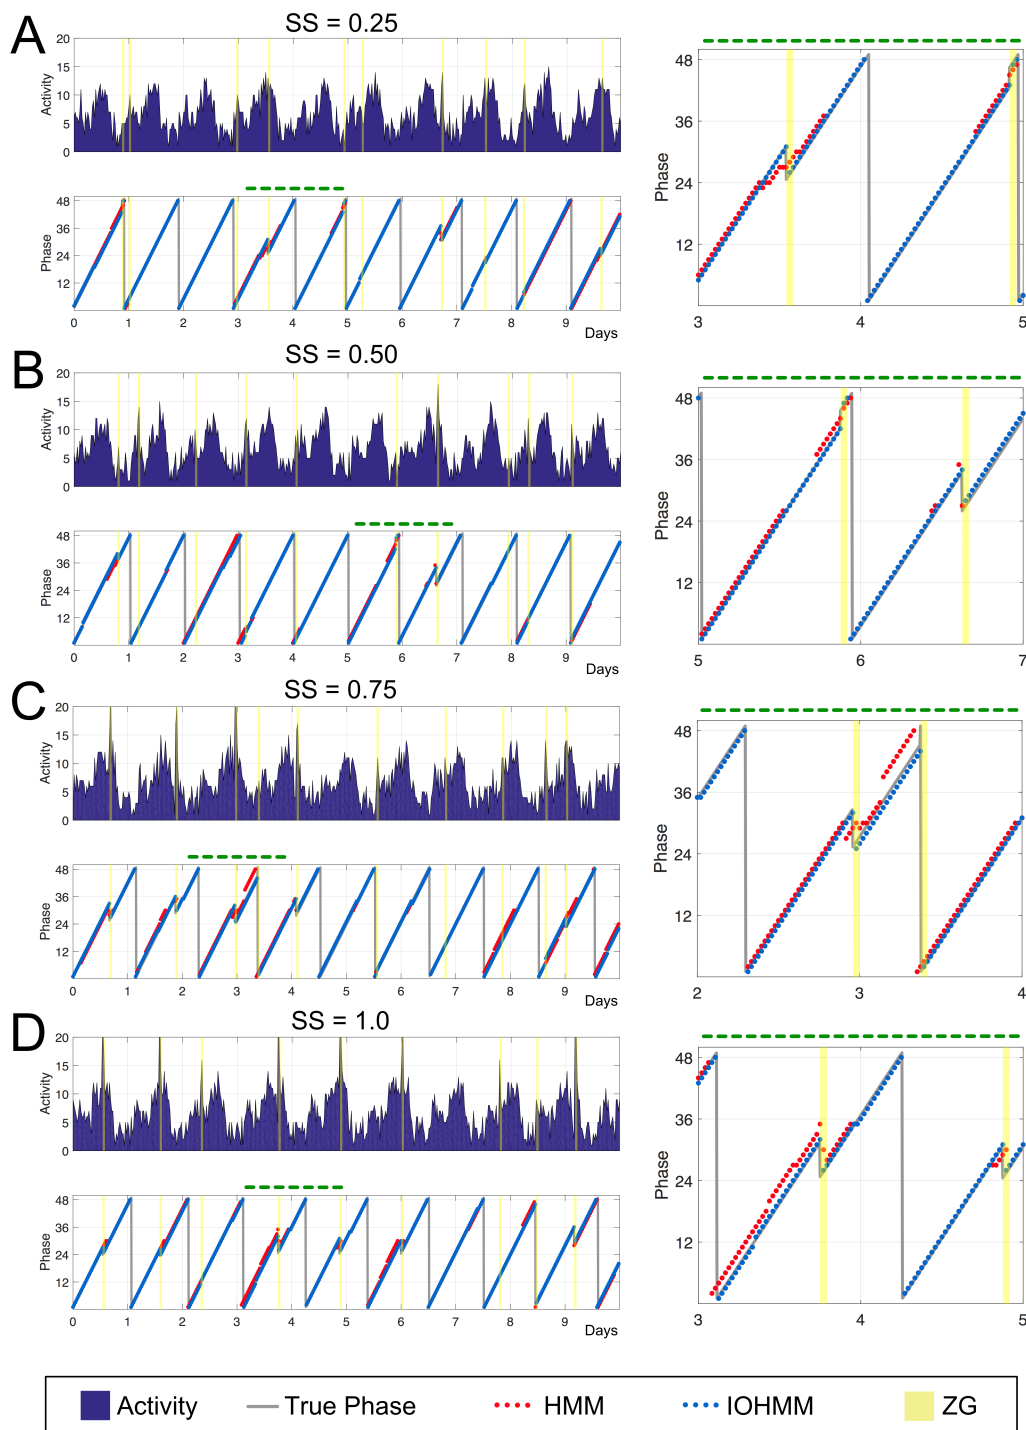 A
SS = 0.25
20
15
10
5
0
Activity
48
36
24
12
Phase
0 1 2 3 4 5 6 7 8 9
Days
48
36
24
12
Phase
3 4 5
B
SS = 0.50
20
15
10
5
0
Activity
48
36
24
12
Phase
0 1 2 3 4 5 6 7 8 9
Days
48
36
24
12
Phase
5 6 7
C
SS = 0.75
20
15
10
5
0
Activity
48
36
24
12
Phase
0 1 2 3 4 5 6 7 8 9
Days
48
36
24
12
Phase
2 3 4
D
SS = 1.0
20
15
10
5
0
Activity
48
36
24
12
Phase
0 1 2 3 4 5 6 7 8 9
Days
48
36
24
12
Phase
3 4 5
Activity True Phase HMM IOHMM ZG